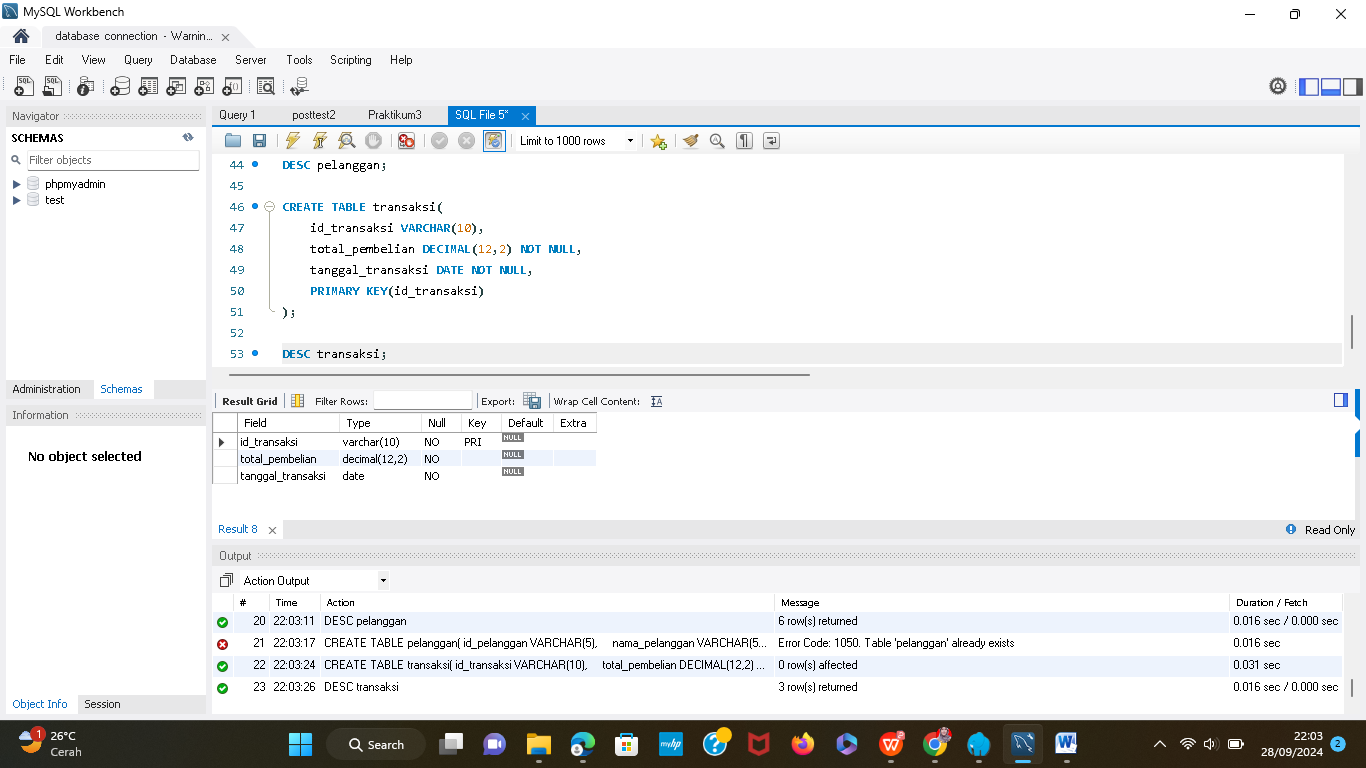 MySQL Workbench
database connection - Warnin...
File Edit View Query Database Server Tools Scripting Help
Navigator
SCHEMAS
Filter objects
phpmyadmin
test
Administration Schemas
Information
No object selected
Object Info Session
Query 1 posttest2 Praktikum3 SQL File 5*
Limit to 1000 rows
44 DESC pelanggan;
45
46 CREATE TABLE transaksi(
47 id_transaksi VARCHAR(10),
48 total_pembelian DECIMAL(12,2) NOT NULL,
49 tanggal_transaksi DATE NOT NULL,
50 PRIMARY KEY(id_transaksi)
51 );
52
53 DESC transaksi;
Result Grid Filter Rows: Export: Wrap Cell Content:
Field Type Null Key Default Extra
id_transaksi varchar(10) NO PRI NULL
total_pembelian decimal(12,2) NO NULL
tanggal_transaksi date NO NULL
Result 8 Read Only
Output
Action Output
# Time Action Message Duration / Fetch
20 22:03:11 DESC pelanggan 6 row(s) returned 0.016 sec / 0.000 sec
21 22:03:17 CREATE TABLE pelanggan( id_pelanggan VARCHAR(5), nama_pelanggan VARCHAR(5... Error Code: 1050. Table 'pelanggan' already exists 0.016 sec
22 22:03:24 CREATE TABLE transaksi( id_transaksi VARCHAR(10), total_pembelian DECIMAL(12,2) ... 0 row(s) affected 0.031 sec
23 22:03:26 DESC transaksi 3 row(s) returned 0.016 sec / 0.000 sec
1
26°C
Cerah
Search
myhp
22:03
28/09/2024
2